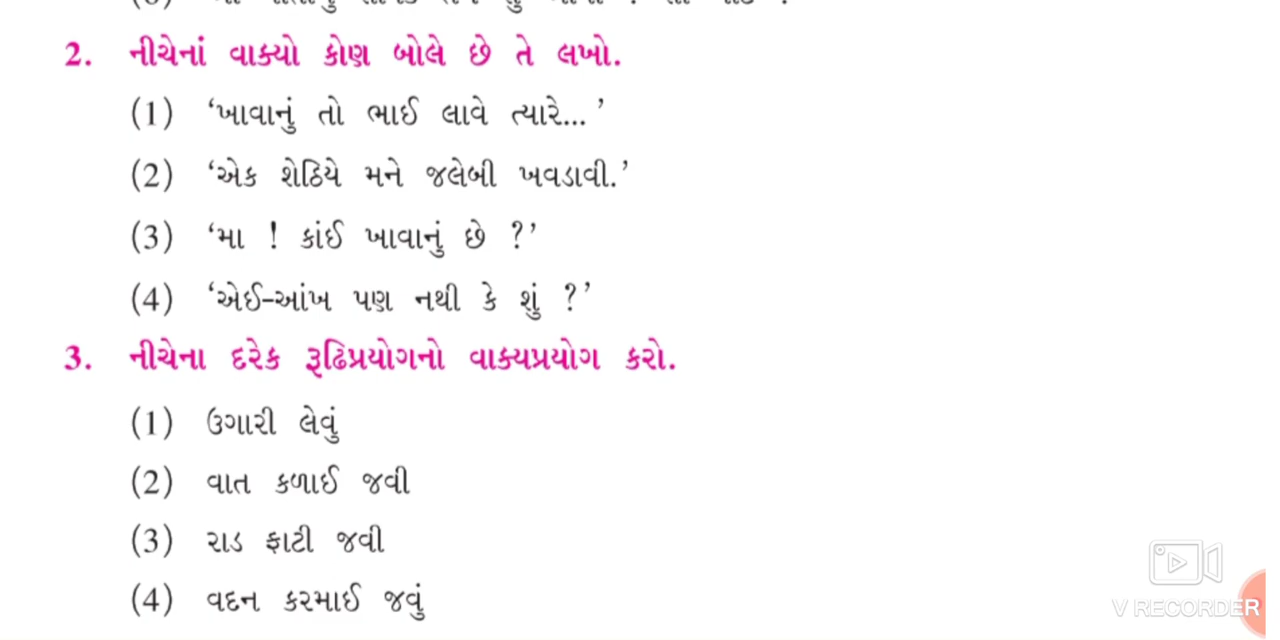 2. નીચેનાં વાક્યો કોણ બોલે છે તે લખો.
(1) ‘ખાવાનું તો ભાઈ લાવે ત્યારે...’
(2) ‘એક શેઠિયે મને જલેબી ખવડાવી.’
(3) ‘મા ! કાંઈ ખાવાનું છે ?’
(4) ‘એઈ-આંખ પણ નથી કે શું ?’
3. નીચેના દરેક રૂઢિપ્રયોગનો વાક્યપ્રયોગ કરો.
(1) ઉગારી લેવું
(2) વાત કળાઈ જવી
(3) રાડ ફાટી જવી
(4) વદન કરમાઈ જવું
V RECORDER